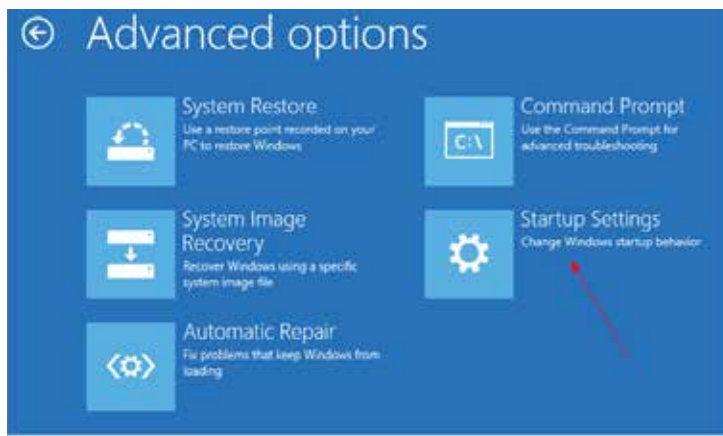 Advanced options
System Restore
Use a restore point recorded on your
PC to restore Windows
Command Prompt
Use the Command Prompt for
advanced troubleshooting
C:\
System Image
Recovery
Recover Windows using a specific
system image file
Startup Settings
Change Windows startup behavior
Automatic Repair
Fix problems that keep Windows from
loading